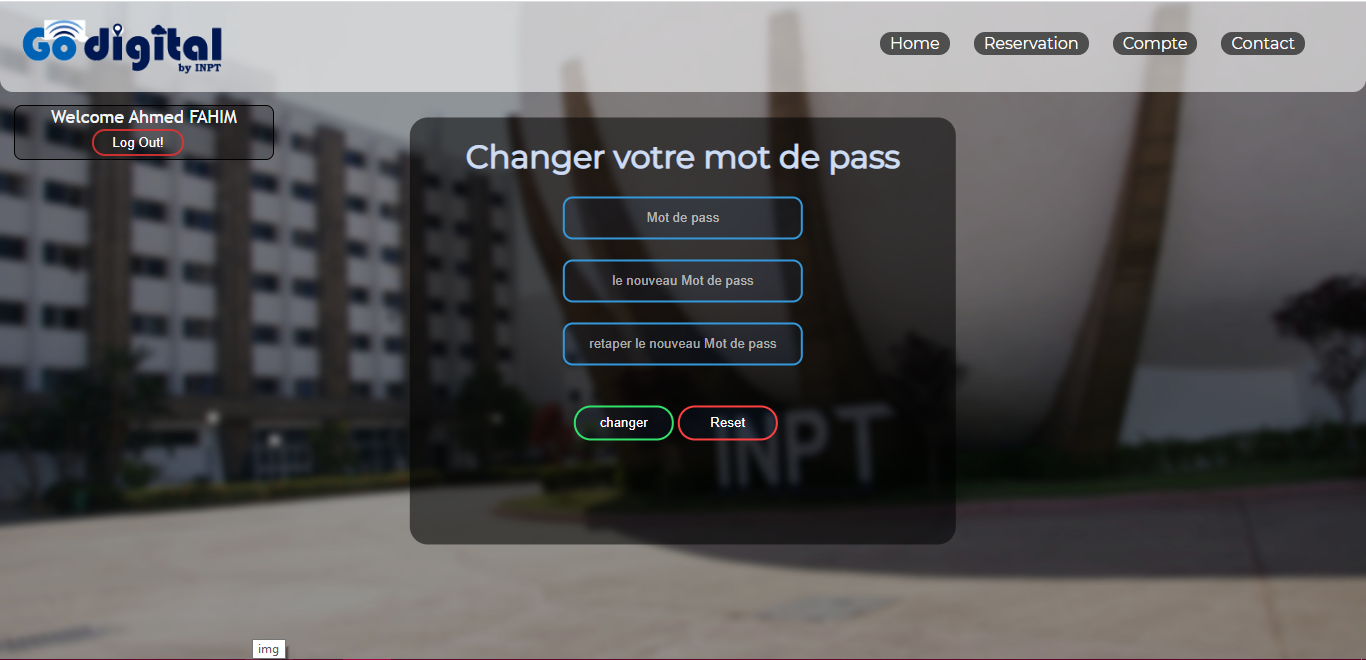 Go digital
by INPT
Home Reservation Compte Contact
Welcome Ahmed FAHIM
Log Out!
Changer votre mot de pass
Mot de pass
le nouveau Mot de pass
retaper le nouveau Mot de pass
changer Reset
INPT
img